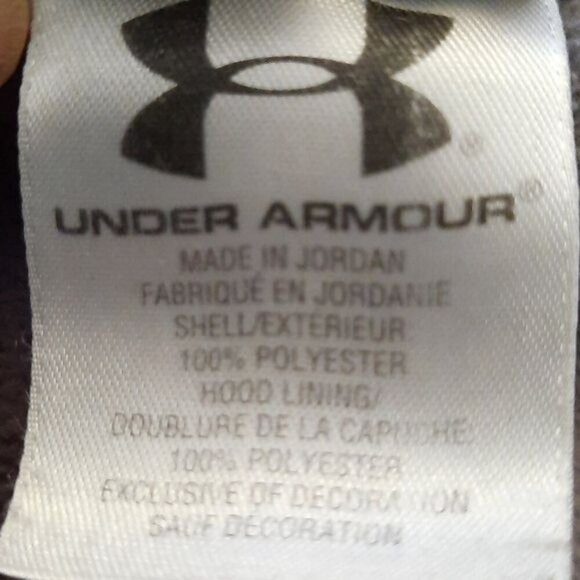 UNDER ARMOUR®
MADE IN JORDAN
FABRIQUÉ EN JORDANIE
SHELL/EXTÉRIEUR
100% POLYESTER
HOOD LINING/
DOUBLURE DE LA CAPUCHE:
100% POLYESTER
EXCLUSIVE OF DECORATION
SAUF DÉCORATION